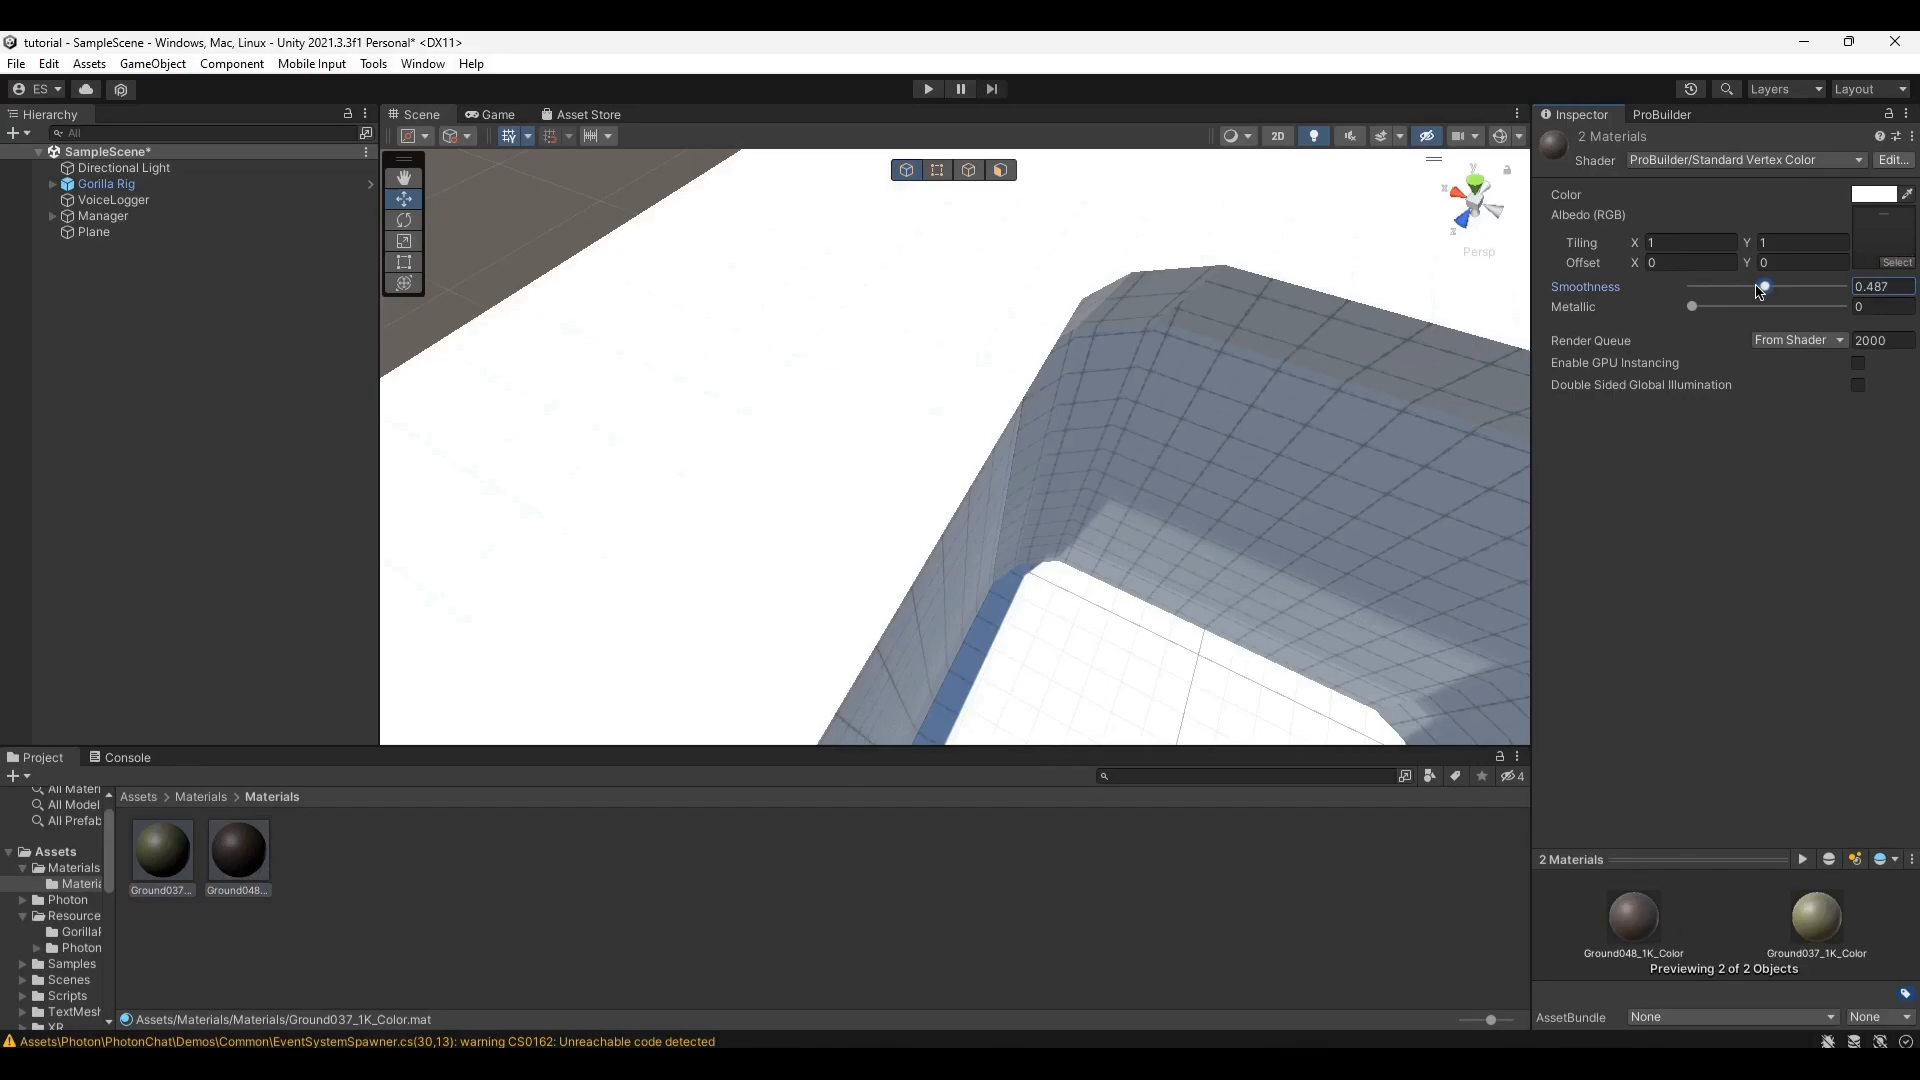 tutorial - SampleScene - Windows, Mac, Linux - Unity 2021.3.3f1 Personal* <DX11>
File Edit Assets GameObject Component Mobile Input Tools Window Help
ES Layers Layout
Hierarchy
All
SampleScene*
Directional Light
Gorilla Rig
VoiceLogger
Manager
Plane
Scene Game Asset Store
2D
y
x
z
Persp
Inspector ProBuilder
2 Materials
Shader ProBuilder/Standard Vertex Color Edit...
Color
Albedo (RGB)
Tiling X 1 Y 1
Offset X 0 Y 0
Select
Smoothness 0.487
Metallic 0
Render Queue From Shader 2000
Enable GPU Instancing
Double Sided Global Illumination
Project Console
4
All Materi
All Model
All Prefab
Assets
Materials
Materia
Photon
Resource
Gorilla
Photon
Samples
Scenes
Scripts
TextMesh
XR
Assets > Materials > Materials
Ground037... Ground048...
Assets/Materials/Materials/Ground037_1K_Color.mat
2 Materials
Ground048_1K_Color Ground037_1K_Color
Previewing 2 of 2 Objects
AssetBundle None None
Assets\Photon\PhotonChat\Demos\Common\EventSystemSpawner.cs(30,13): warning CS0162: Unreachable code detected